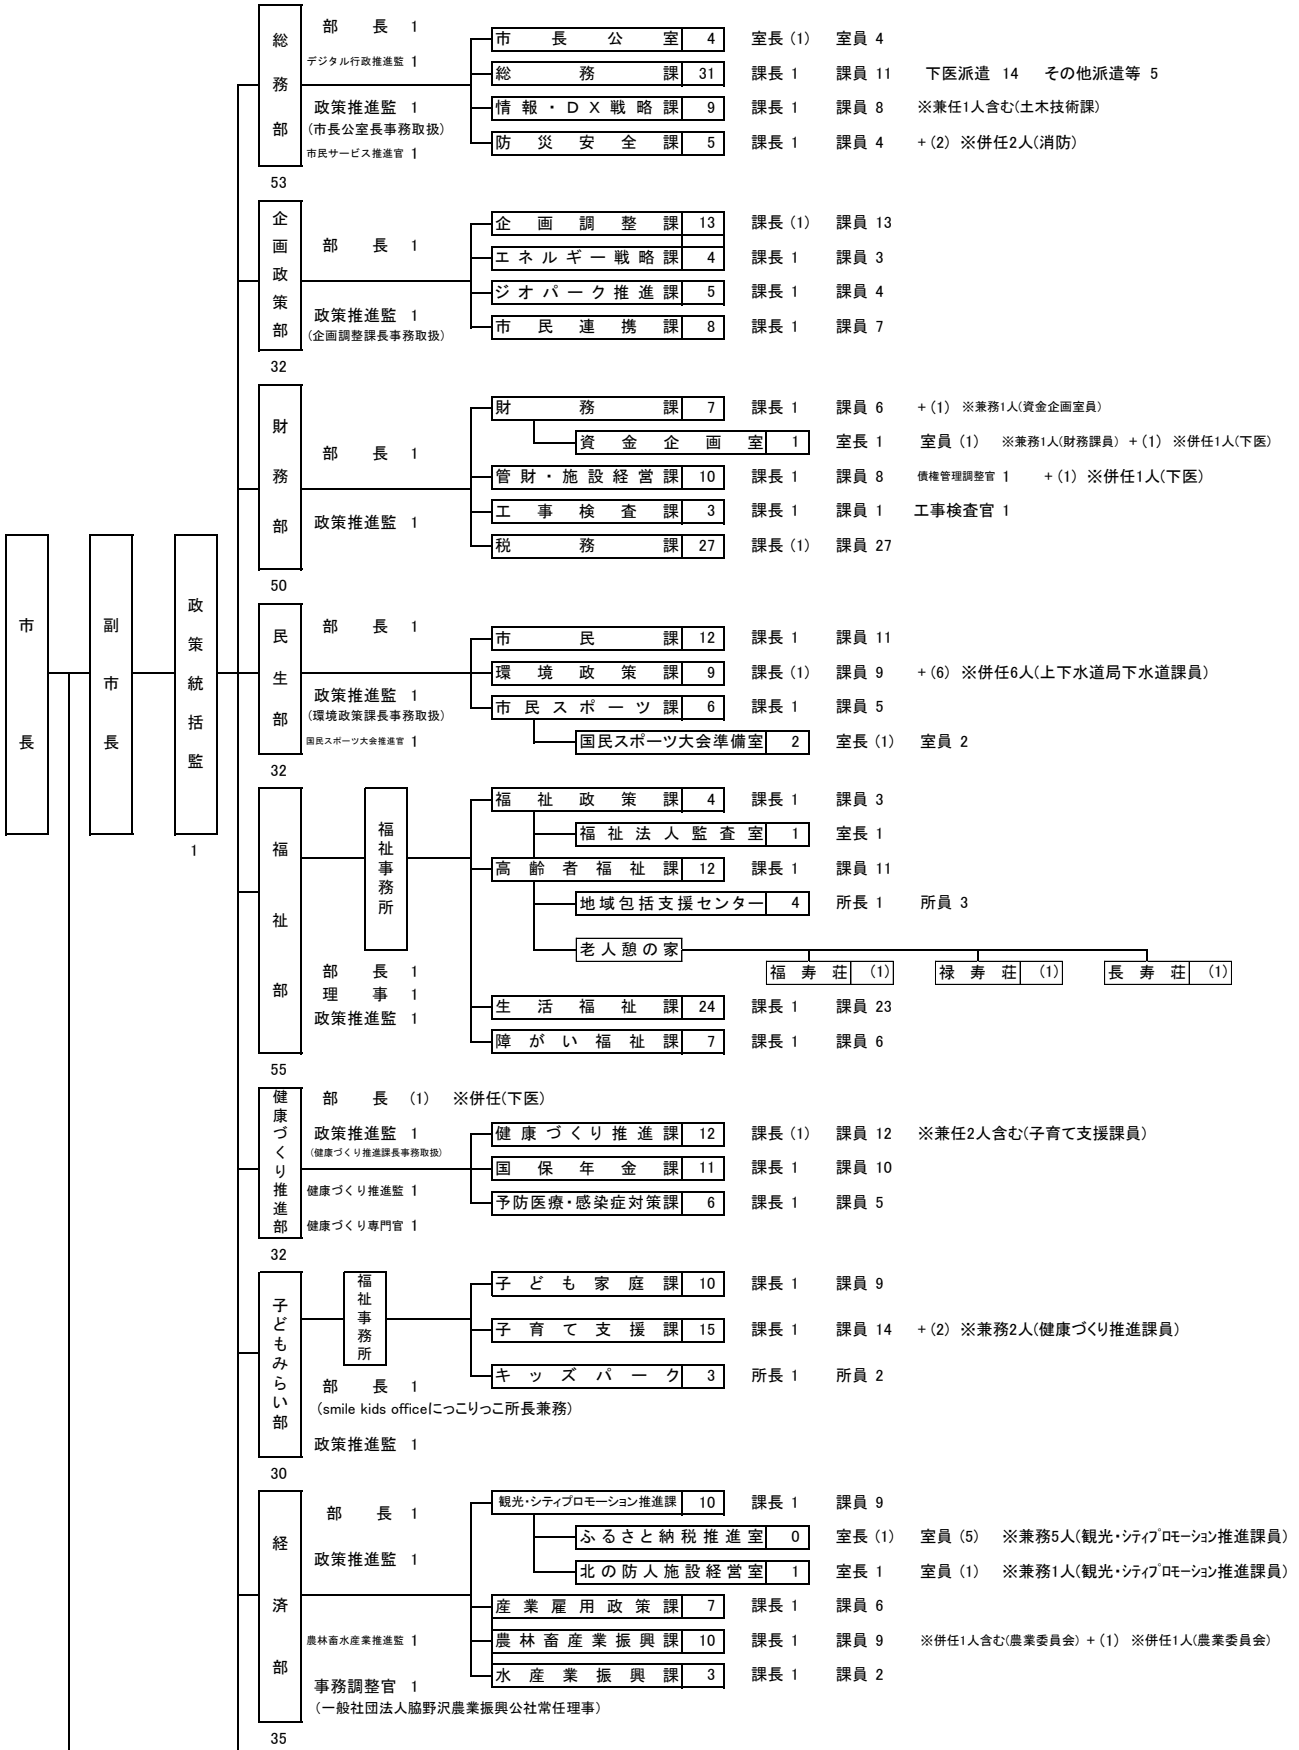 市長
副市長
政策統括監
1
総務部
53
部長 1
デジタル行政推進監 1
政策推進監 1
(市長公室長事務取扱)
市民サービス推進官 1
市長公室 4 室長 (1) 室員 4
総務課 31 課長 1 課員 11 下医派遣 14 その他派遣等 5
情報・DX戦略課 9 課長 1 課員 8 ※兼任1人含む(土木技術課)
防災安全課 5 課長 1 課員 4 + (2) ※併任2人(消防)
企画政策部
32
部長 1
政策推進監 1
(企画調整課長事務取扱)
企画調整課 13 課長 (1) 課員 13
エネルギー戦略課 4 課長 1 課員 3
ジオパーク推進課 5 課長 1 課員 4
市民連携課 8 課長 1 課員 7
財務部
50
部長 1
政策推進監 1
財務課 7 課長 1 課員 6 + (1) ※兼務1人(資金企画室員)
資金企画室 1 室長 1 室員 (1) ※兼務1人(財務課員) + (1) ※併任1人(下医)
管財・施設経営課 10 課長 1 課員 8 債権管理調整官 1 + (1) ※併任1人(下医)
工事検査課 3 課長 1 課員 1 工事検査官 1
税務課 27 課長 (1) 課員 27
民生部
32
部長 1
政策推進監 1
(環境政策課長事務取扱)
国民スポーツ大会推進官 1
市民課 12 課長 1 課員 11
環境政策課 9 課長 (1) 課員 9 + (6) ※併任6人(上下水道局下水道課員)
市民スポーツ課 6 課長 1 課員 5
国民スポーツ大会準備室 2 室長 (1) 室員 2
福祉部
55
福祉事務所
部長 1
理事 1
政策推進監 1
福祉政策課 4 課長 1 課員 3
福祉法人監査室 1 室長 1
高齢者福祉課 12 課長 1 課員 11
地域包括支援センター 4 所長 1 所員 3
老人憩の家
福寿荘 (1) 禄寿荘 (1) 長寿荘 (1)
生活福祉課 24 課長 1 課員 23
障がい福祉課 7 課長 1 課員 6
健康づくり推進部
32
部長 (1) ※併任(下医)
政策推進監 1
(健康づくり推進課長事務取扱)
健康づくり推進監 1
健康づくり専門官 1
健康づくり推進課 12 課長 (1) 課員 12 ※兼任2人含む(子育て支援課員)
国保年金課 11 課長 1 課員 10
予防医療・感染症対策課 6 課長 1 課員 5
子どもみらい部
30
福祉事務所
部長 1
(smile kids officeにっこりっこ所長兼務)
政策推進監 1
子ども家庭課 10 課長 1 課員 9
子育て支援課 15 課長 1 課員 14 + (2) ※兼務2人(健康づくり推進課員)
キッズパーク 3 所長 1 所員 2
経済部
35
部長 1
政策推進監 1
農林畜水産業推進監 1
事務調整官 1
(一般社団法人脇野沢農業振興公社常任理事)
観光・シティプロモーション推進課 10 課長 1 課員 9
ふるさと納税推進室 0 室長 (1) 室員 (5) ※兼務5人(観光・シティプロモーション推進課員)
北の防人施設経営室 1 室長 1 室員 (1) ※兼務1人(観光・シティプロモーション推進課員)
産業雇用政策課 7 課長 1 課員 6
農林畜産業振興課 10 課長 1 課員 9 ※併任1人含む(農業委員会) + (1) ※併任1人(農業委員会)
水産業振興課 3 課長 1 課員 2